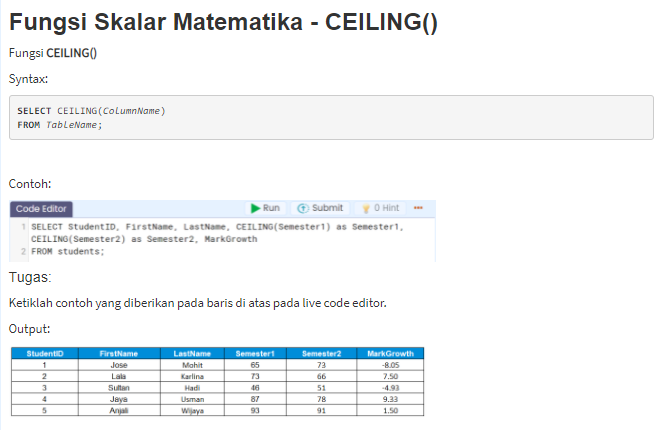 Fungsi Skalar Matematika - CEILING()
Fungsi CEILING()
Syntax:
SELECT CEILING(ColumnName)
FROM TableName;
Contoh:
Code Editor Run Submit 0 Hint
1 SELECT StudentID, FirstName, LastName, CEILING(Semester1) as Semester1,
CEILING(Semester2) as Semester2, MarkGrowth
2 FROM students;
Tugas:
Ketiklah contoh yang diberikan pada baris di atas pada live code editor.
Output:
StudentID FirstName LastName Semester1 Semester2 MarkGrowth
1 Jose Mohit 65 73 -8.05
2 Lala Karlina 73 66 7.50
3 Sultan Hadi 46 51 -4.93
4 Jaya Usman 87 78 9.33
5 Anjali Wijaya 93 91 1.50